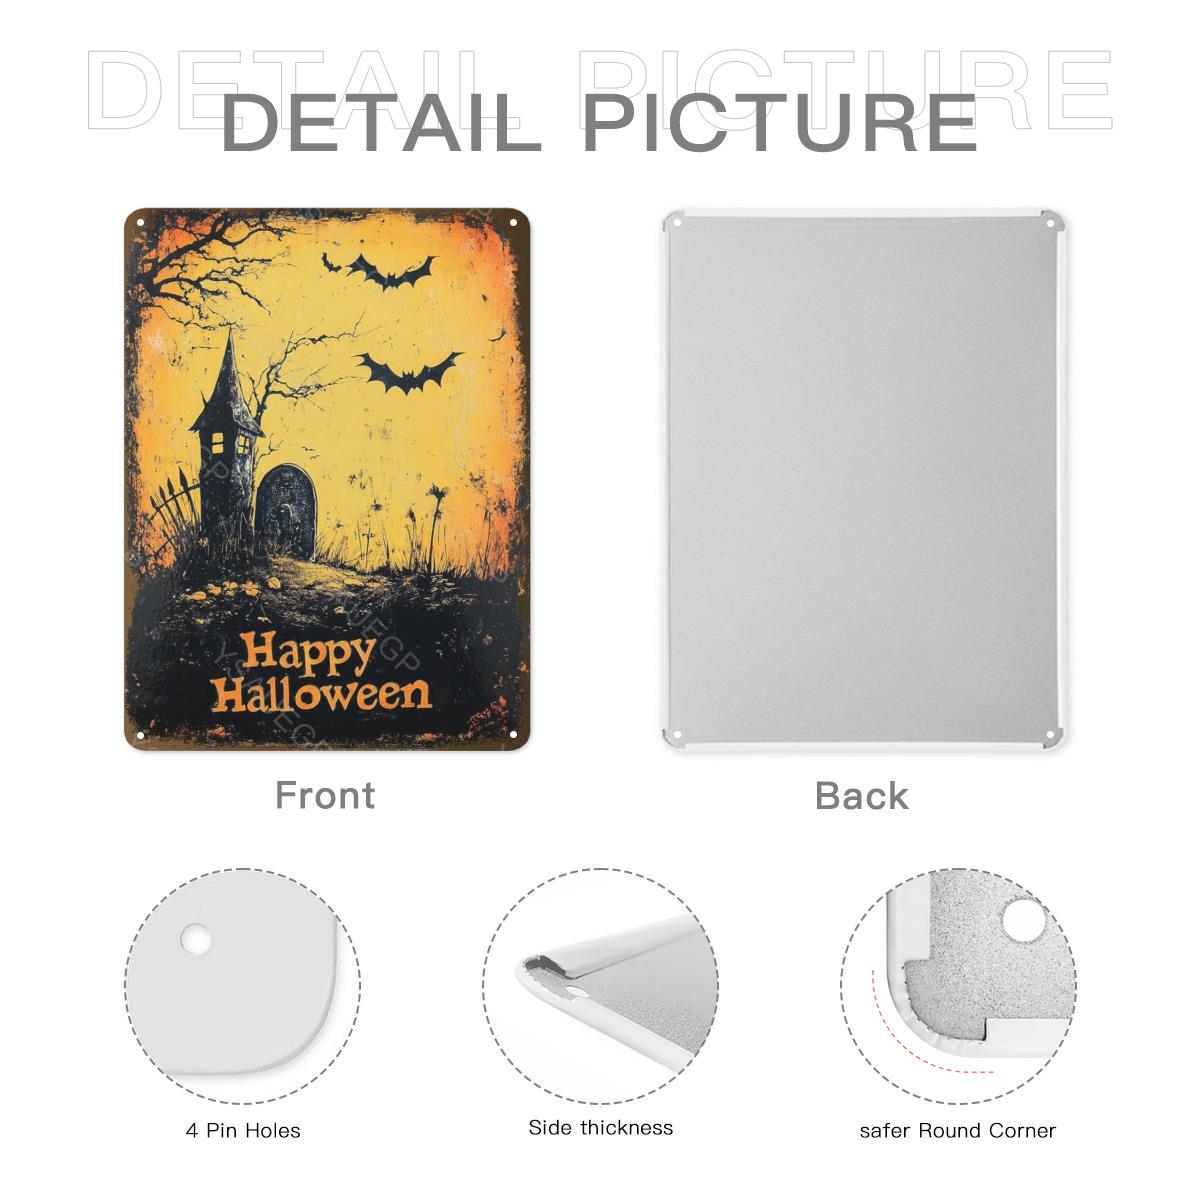 DETAIL PICTURE
DETAIL PICTURE
Happy
Halloween
Front
Back
4 Pin Holes
Side thickness
safer Round Corner